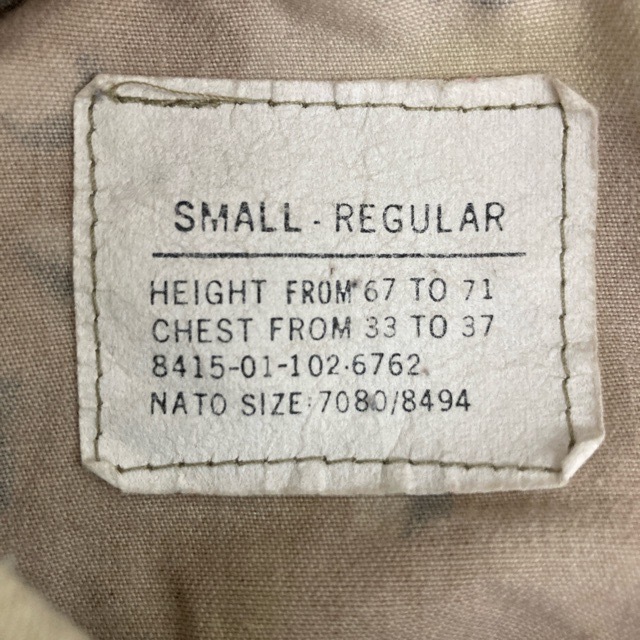 SMALL - REGULAR
HEIGHT FROM 67 TO 71
CHEST FROM 33 TO 37
8415-01-102-6762
NATO SIZE:7080/8494